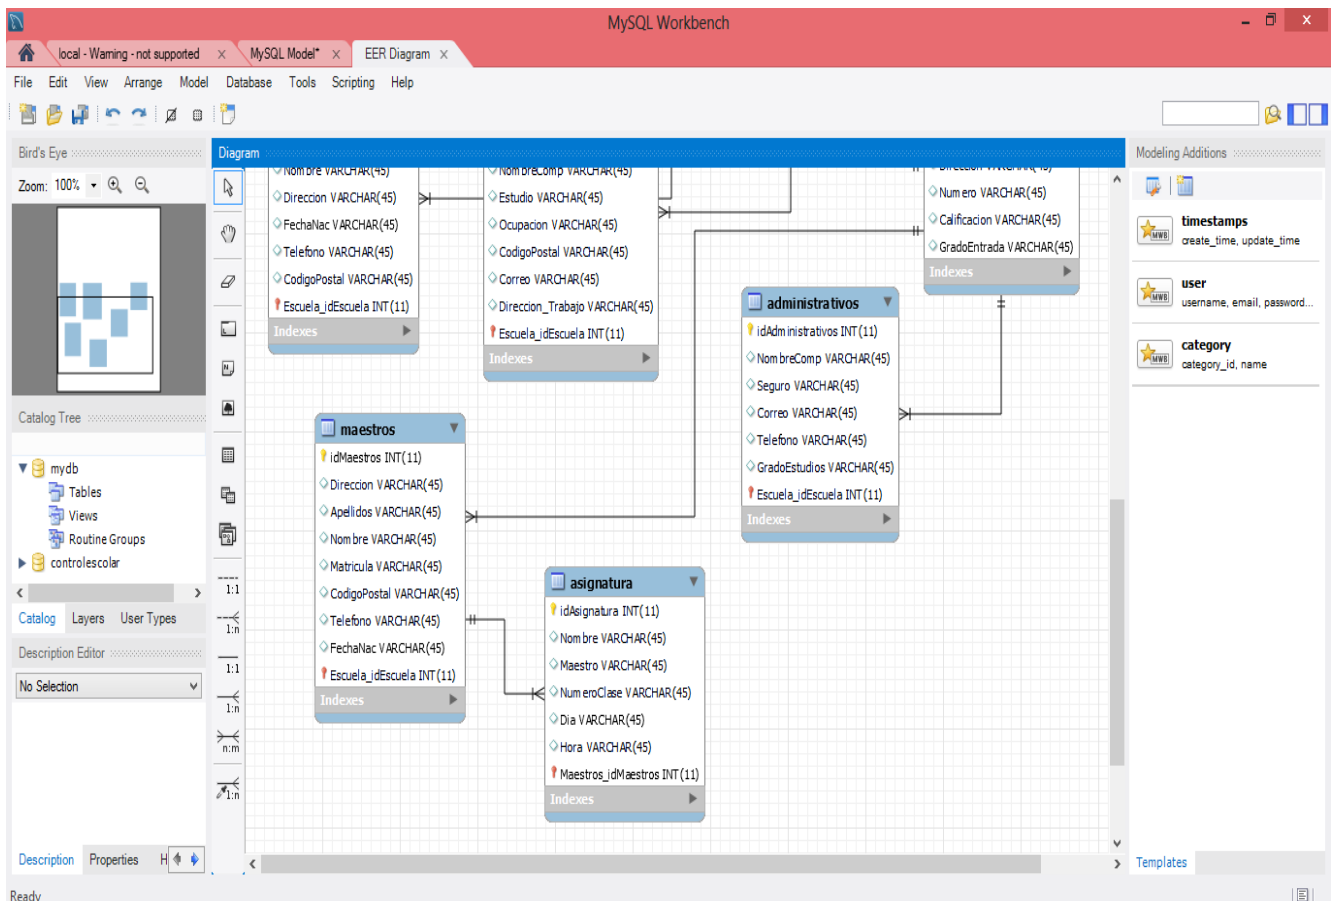 MySQL Workbench
local - Warning - not supported
MySQL Model*
EER Diagram
File Edit View Arrange Model Database Tools Scripting Help
Bird's Eye
Zoom: 100%
Catalog Tree
mydb
Tables
Views
Routine Groups
controlescolar
Catalog Layers User Types
Description Editor
No Selection
Description Properties H
Ready
Diagram
1:1
1:n
1:1
1:n
n:m
1:n
Nombre VARCHAR(45)
Direccion VARCHAR(45)
FechaNac VARCHAR(45)
Telefono VARCHAR(45)
CodigoPostal VARCHAR(45)
Escuela_idEscuela INT(11)
Indexes
NombreComp VARCHAR(45)
Estudio VARCHAR(45)
Ocupacion VARCHAR(45)
CodigoPostal VARCHAR(45)
Correo VARCHAR(45)
Direccion_Trabajo VARCHAR(45)
Escuela_idEscuela INT(11)
Indexes
Direccion VARCHAR(45)
Numero VARCHAR(45)
Calificacion VARCHAR(45)
GradoEntrada VARCHAR(45)
Indexes
administrativos
idAdministrativos INT(11)
NombreComp VARCHAR(45)
Seguro VARCHAR(45)
Correo VARCHAR(45)
Telefono VARCHAR(45)
GradoEstudios VARCHAR(45)
Escuela_idEscuela INT(11)
Indexes
maestros
idMaestros INT(11)
Direccion VARCHAR(45)
Apellidos VARCHAR(45)
Nombre VARCHAR(45)
Matricula VARCHAR(45)
CodigoPostal VARCHAR(45)
Telefono VARCHAR(45)
FechaNac VARCHAR(45)
Escuela_idEscuela INT(11)
Indexes
asignatura
idAsignatura INT(11)
Nombre VARCHAR(45)
Maestro VARCHAR(45)
NumeroClase VARCHAR(45)
Dia VARCHAR(45)
Hora VARCHAR(45)
Maestros_idMaestros INT(11)
Indexes
Modeling Additions
timestamps
create_time, update_time
user
username, email, password...
category
category_id, name
Templates